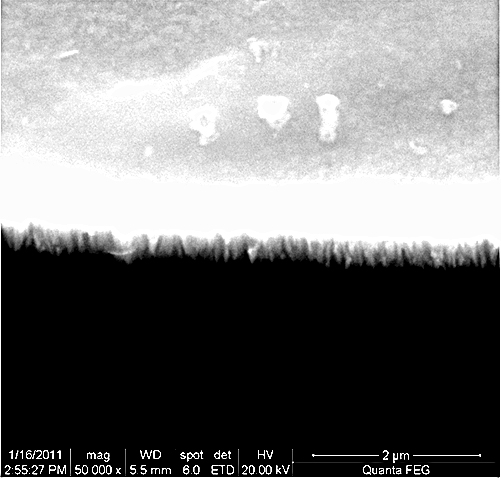 1/16/2011 mag WD spot det HV 2 µm
2:55:27 PM 50 000 x 5.5 mm 6.0 ETD 20.00 kV Quanta FEG